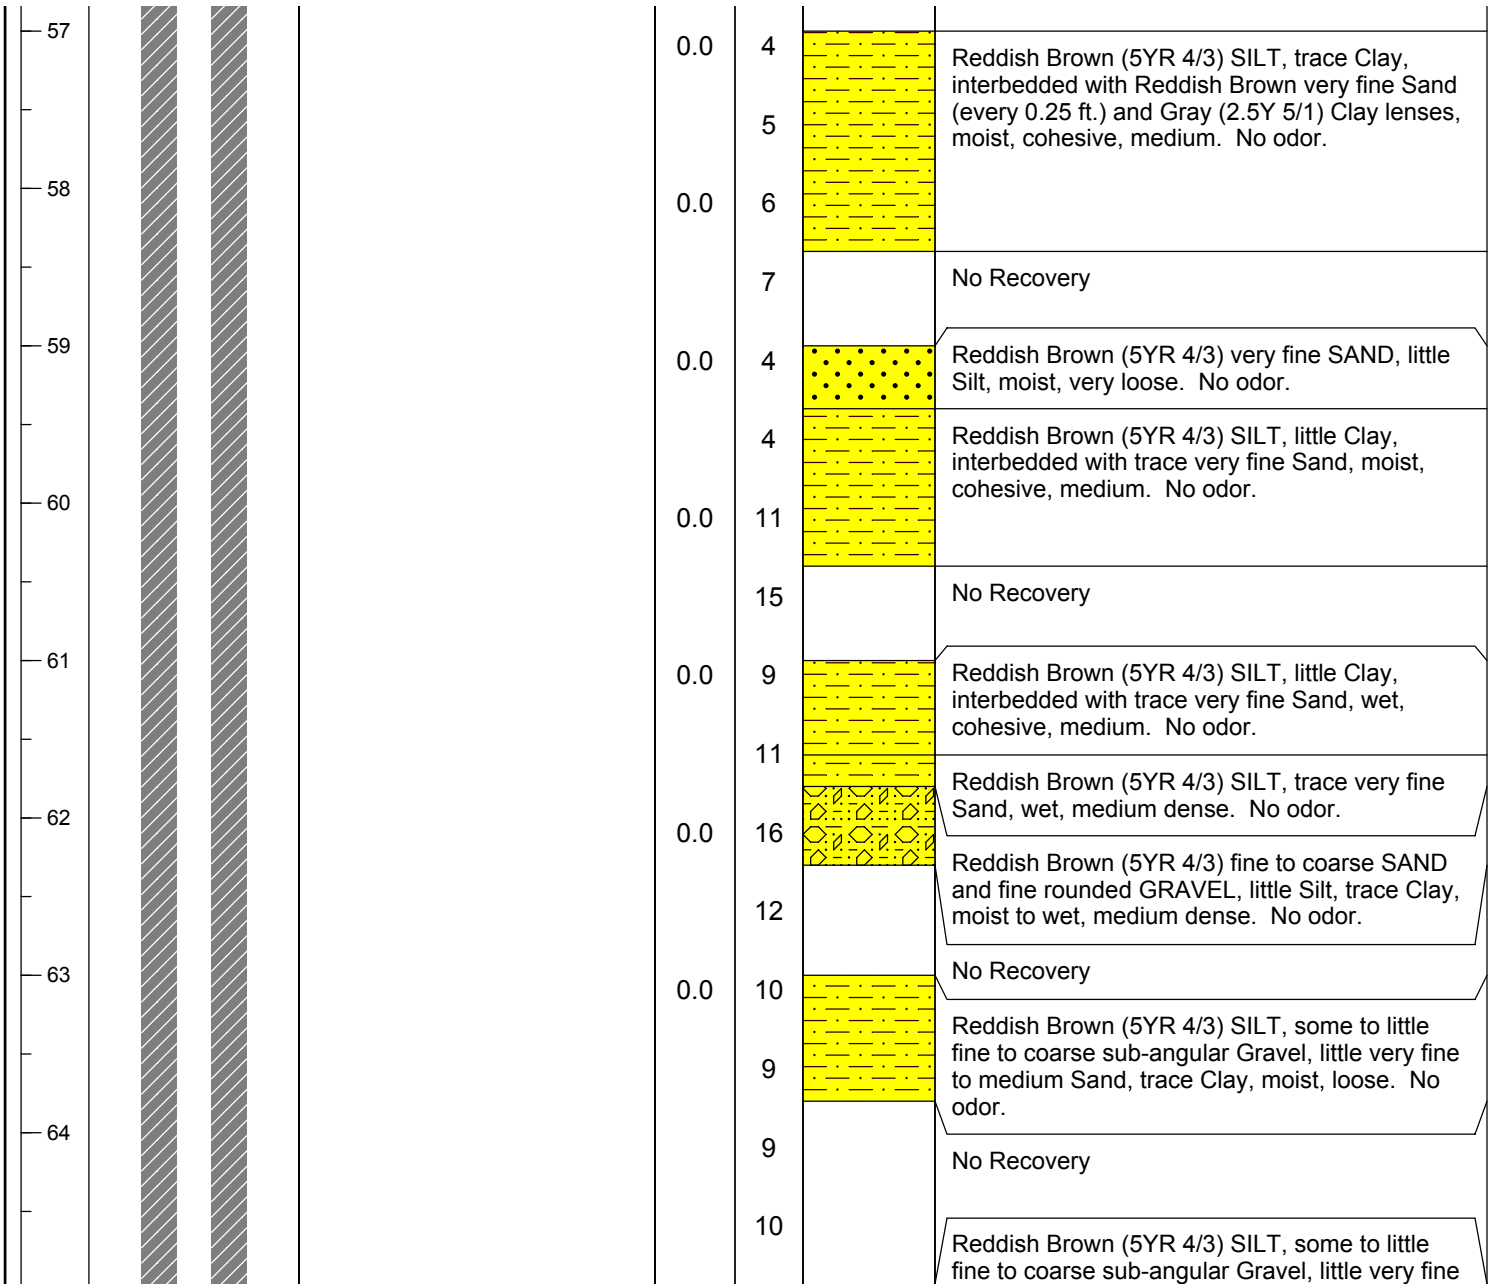 57
0.0
4
Reddish Brown (5YR 4/3) SILT, trace Clay,
interbedded with Reddish Brown very fine Sand
(every 0.25 ft.) and Gray (2.5Y 5/1) Clay lenses,
moist, cohesive, medium.  No odor.
5
58
0.0
6
7
No Recovery
59
0.0
4
Reddish Brown (5YR 4/3) very fine SAND, little
Silt, moist, very loose.  No odor.
4
Reddish Brown (5YR 4/3) SILT, little Clay,
interbedded with trace very fine Sand, moist,
cohesive, medium.  No odor.
60
0.0
11
15
No Recovery
61
0.0
9
Reddish Brown (5YR 4/3) SILT, little Clay,
interbedded with trace very fine Sand, wet,
cohesive, medium.  No odor.
11
Reddish Brown (5YR 4/3) SILT, trace very fine
Sand, wet, medium dense.  No odor.
62
0.0
16
Reddish Brown (5YR 4/3) fine to coarse SAND
and fine rounded GRAVEL, little Silt, trace Clay,
moist to wet, medium dense.  No odor.
12
63
No Recovery
0.0
10
Reddish Brown (5YR 4/3) SILT, some to little
fine to coarse sub-angular Gravel, little very fine
to medium Sand, trace Clay, moist, loose.  No
odor.
9
64
9
No Recovery
10
Reddish Brown (5YR 4/3) SILT, some to little
fine to coarse sub-angular Gravel, little very fine